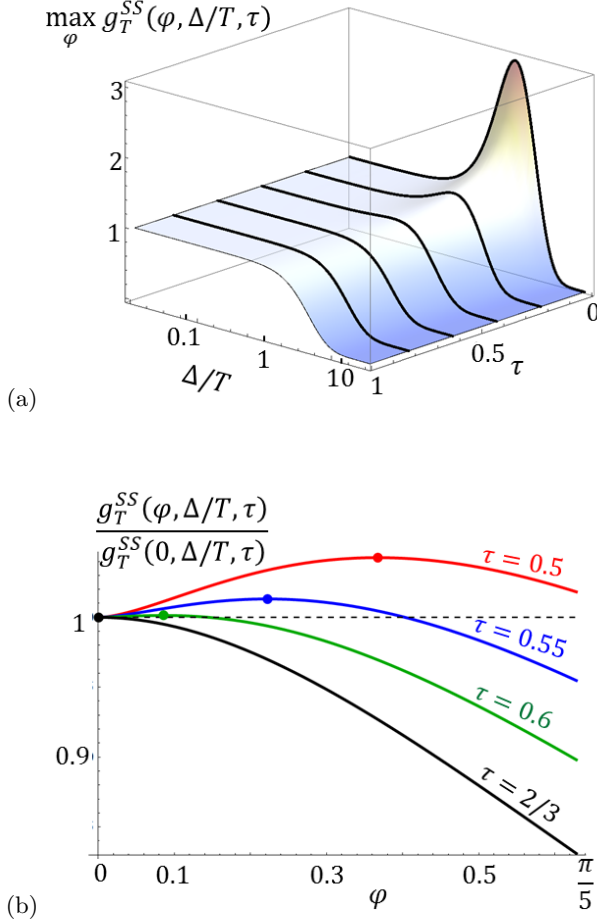 max g_T^{SS}(φ, Δ/T, τ)
φ
3
2
1
0.1
1
10
Δ/T
1
0.5
0
τ
(a)
g_T^{SS}(φ, Δ/T, τ)
g_T^{SS}(0, Δ/T, τ)
1
0.9
τ = 0.5
τ = 0.55
τ = 0.6
τ = 2/3
0
0.1
0.3
0.5
π
5
φ
(b)